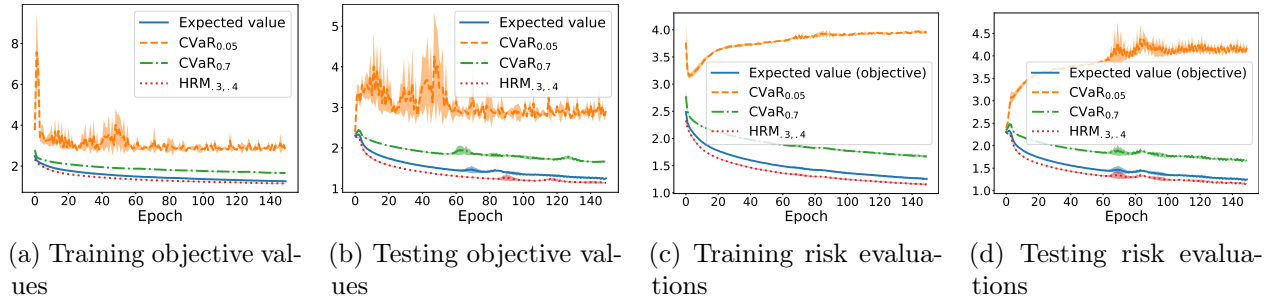 8
6
4
2
0 20 40 60 80 100 120 140
Epoch
Expected value
CVaR0.05
CVaR0.7
HRM.3,.4
(a) Training objective val-
ues
5
4
3
2
1
0 20 40 60 80 100 120 140
Epoch
Expected value
CVaR0.05
CVaR0.7
HRM.3,.4
(b) Testing objective val-
ues
4.0
3.5
3.0
2.5
2.0
1.5
1.0
0 20 40 60 80 100 120 140
Epoch
Expected value (objective)
CVaR0.05
CVaR0.7
HRM.3,.4
(c) Training risk evalua-
tions
4.5
4.0
3.5
3.0
2.5
2.0
1.5
1.0
0 20 40 60 80 100 120 140
Epoch
Expected value (objective)
CVaR0.05
CVaR0.7
HRM.3,.4
(d) Testing risk evalua-
tions